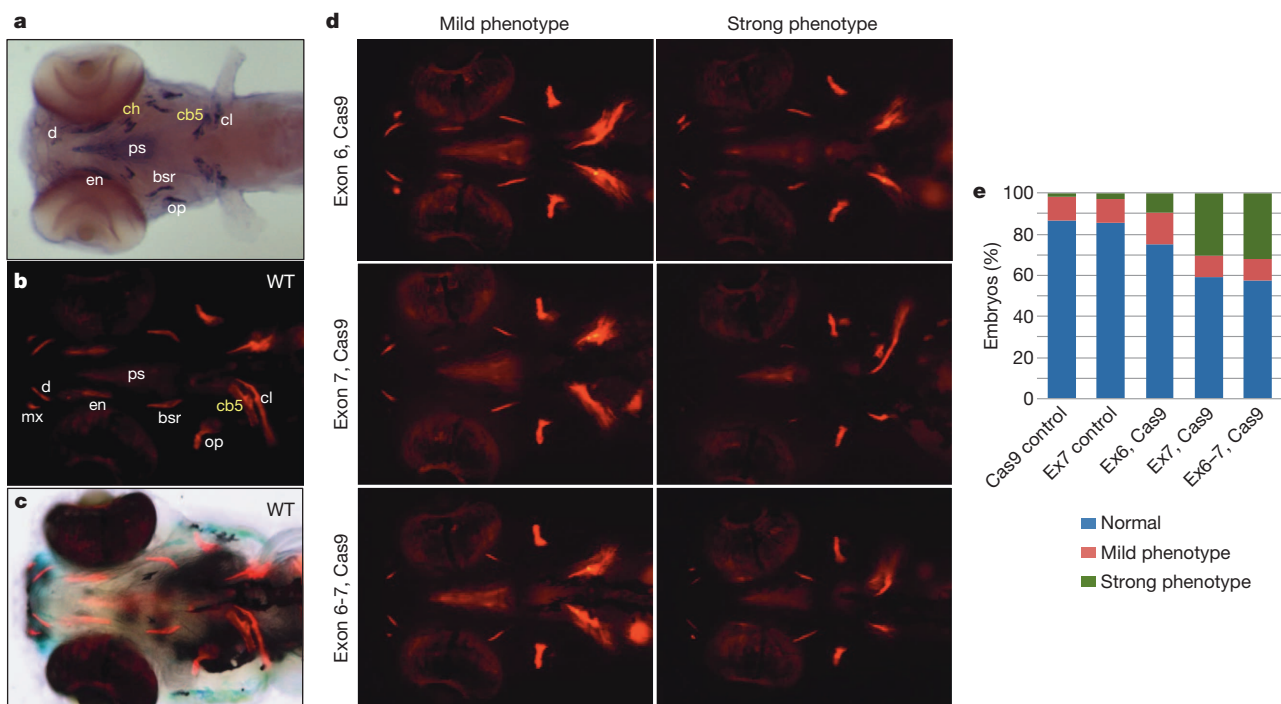 a
ch
cb5
cl
d
ps
en
bsr
op
b
WT
ps
d
en
cl
mx
bsr
cb5
op
c
WT
d
Mild phenotype
Strong phenotype
Exon 6, Cas9
Exon 7, Cas9
Exon 6-7, Cas9
e
100
80
60
40
20
0
Embryos (%)
Cas9 control
Ex7 control
Ex6, Cas9
Ex7, Cas9
Ex6–7, Cas9
Normal
Mild phenotype
Strong phenotype